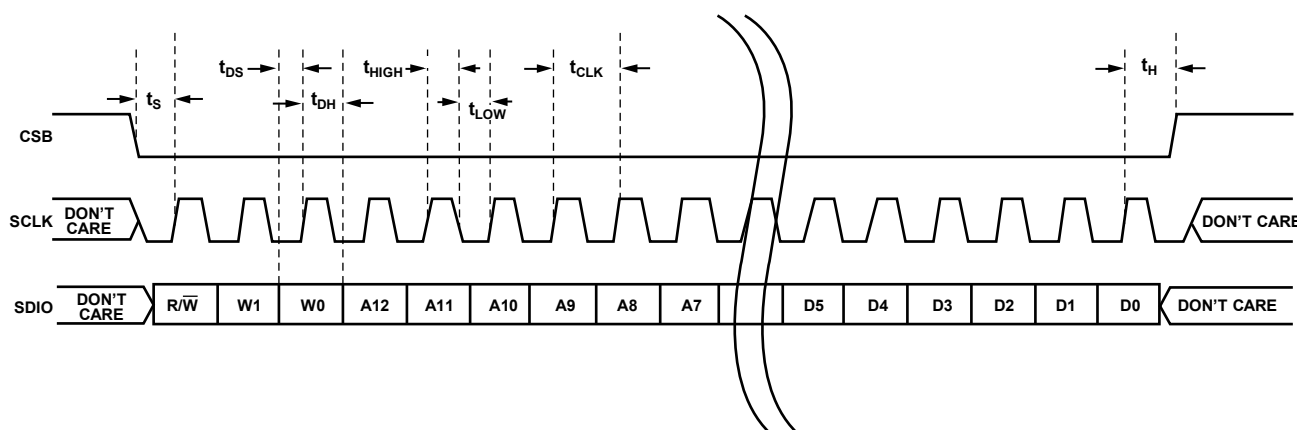 tDS
tHIGH
tCLK
tH
tS
tDH
tLOW
CSB
SCLK
DON'T
CARE
DON'T CARE
SDIO
DON'T
CARE
R/W̅ W1 W0 A12 A11 A10 A9 A8 A7 D5 D4 D3 D2 D1 D0
DON'T CARE